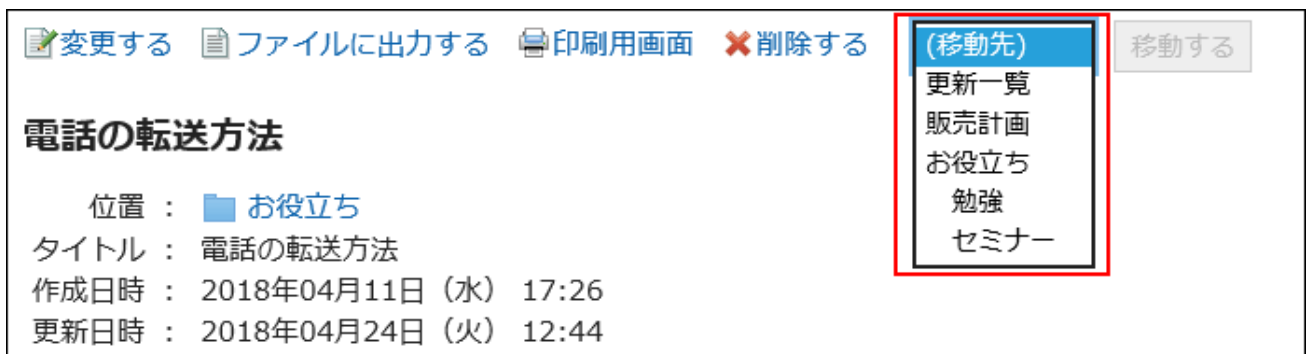 変更する ファイルに出力する 印刷用画面 削除する (移動先) 移動する
更新一覧
販売計画
お役立ち
勉強
セミナー
電話の転送方法
位置 : お役立ち
タイトル : 電話の転送方法
作成日時 : 2018年04月11日（水） 17:26
更新日時 : 2018年04月24日（火） 12:44